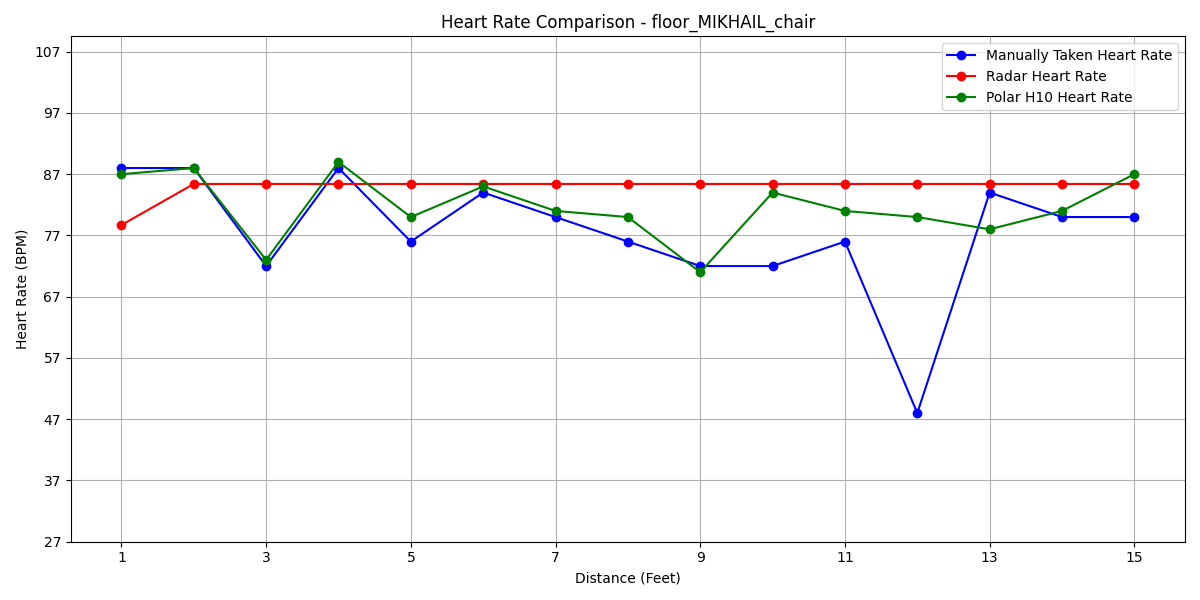 Heart Rate Comparison - floor_MIKHAIL_chair
Manually Taken Heart Rate
Radar Heart Rate
Polar H10 Heart Rate
Heart Rate (BPM)
107
97
87
77
67
57
47
37
27
1 3 5 7 9 11 13 15
Distance (Feet)